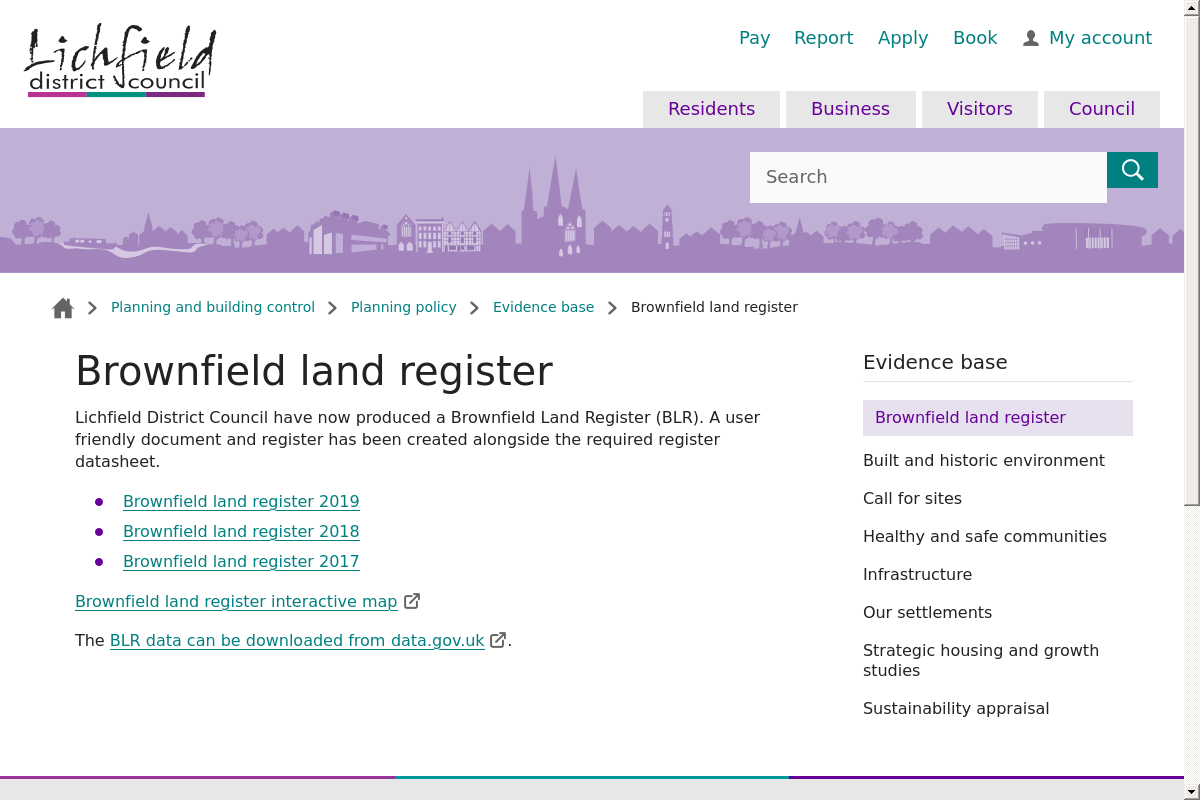 Lichfield
district council
Pay Report Apply Book My account
Residents Business Visitors Council
Search
Planning and building control Planning policy Evidence base Brownfield land register
Brownfield land register
Lichfield District Council have now produced a Brownfield Land Register (BLR). A user
friendly document and register has been created alongside the required register
datasheet.
Brownfield land register 2019
Brownfield land register 2018
Brownfield land register 2017
Brownfield land register interactive map
The BLR data can be downloaded from data.gov.uk.
Evidence base
Brownfield land register
Built and historic environment
Call for sites
Healthy and safe communities
Infrastructure
Our settlements
Strategic housing and growth
studies
Sustainability appraisal